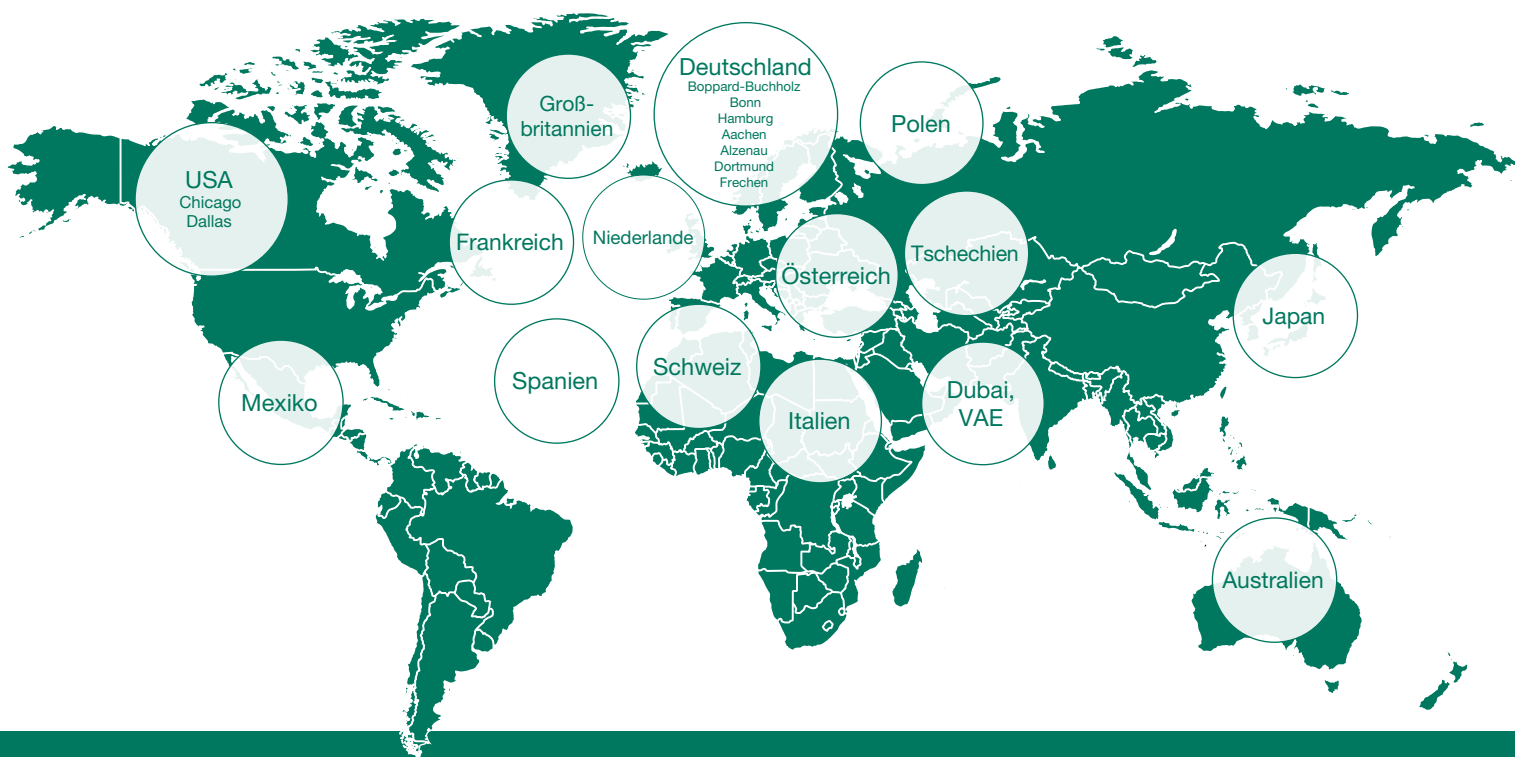 Deutschland
Boppard-Buchholz
Bonn
Hamburg
Aachen
Alzenau
Dortmund
Frechen
Groß-
britannien
Polen
USA
Chicago
Dallas
Frankreich
Niederlande
Österreich
Tschechien
Japan
Mexiko
Spanien
Schweiz
Italien
Dubai,
VAE
Australien